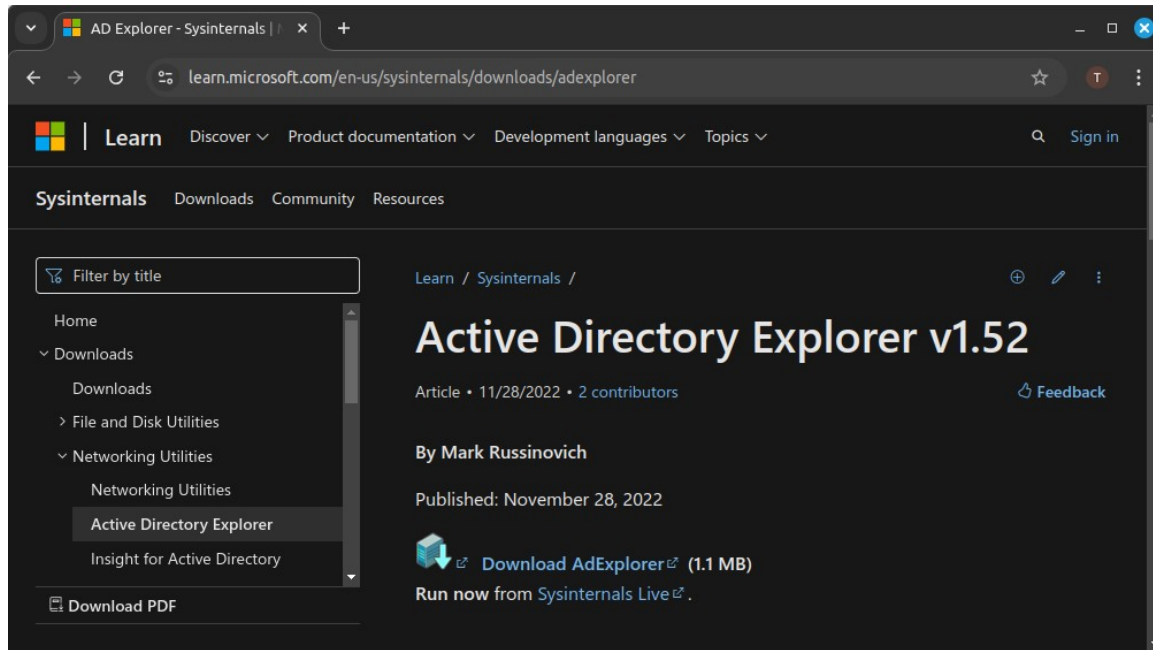 AD Explorer - Sysinternals |
learn.microsoft.com/en-us/sysinternals/downloads/adexplorer
T
Learn Discover Product documentation Development languages Topics Sign in
Sysinternals Downloads Community Resources
Filter by title
Home
Downloads
Downloads
File and Disk Utilities
Networking Utilities
Networking Utilities
Active Directory Explorer
Insight for Active Directory
Download PDF
Learn / Sysinternals /
Active Directory Explorer v1.52
Article • 11/28/2022 • 2 contributors Feedback
By Mark Russinovich
Published: November 28, 2022
Download AdExplorer (1.1 MB)
Run now from Sysinternals Live .